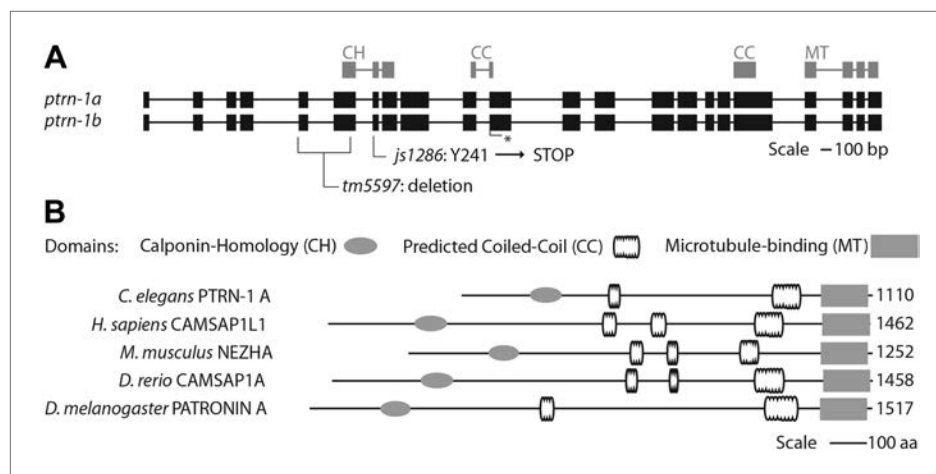 A
CH CC CC MT
ptrn-1a
ptrn-1b
*
js1286: Y241 → STOP
Scale 100 bp
tm5597: deletion
B
Domains: Calponin-Homology (CH) Predicted Coiled-Coil (CC) Microtubule-binding (MT)
C. elegans PTRN-1 A 1110
H. sapiens CAMSAP1L1 1462
M. musculus NEZHA 1252
D. rerio CAMSAP1A 1458
D. melanogaster PATRONIN A 1517
Scale 100 aa